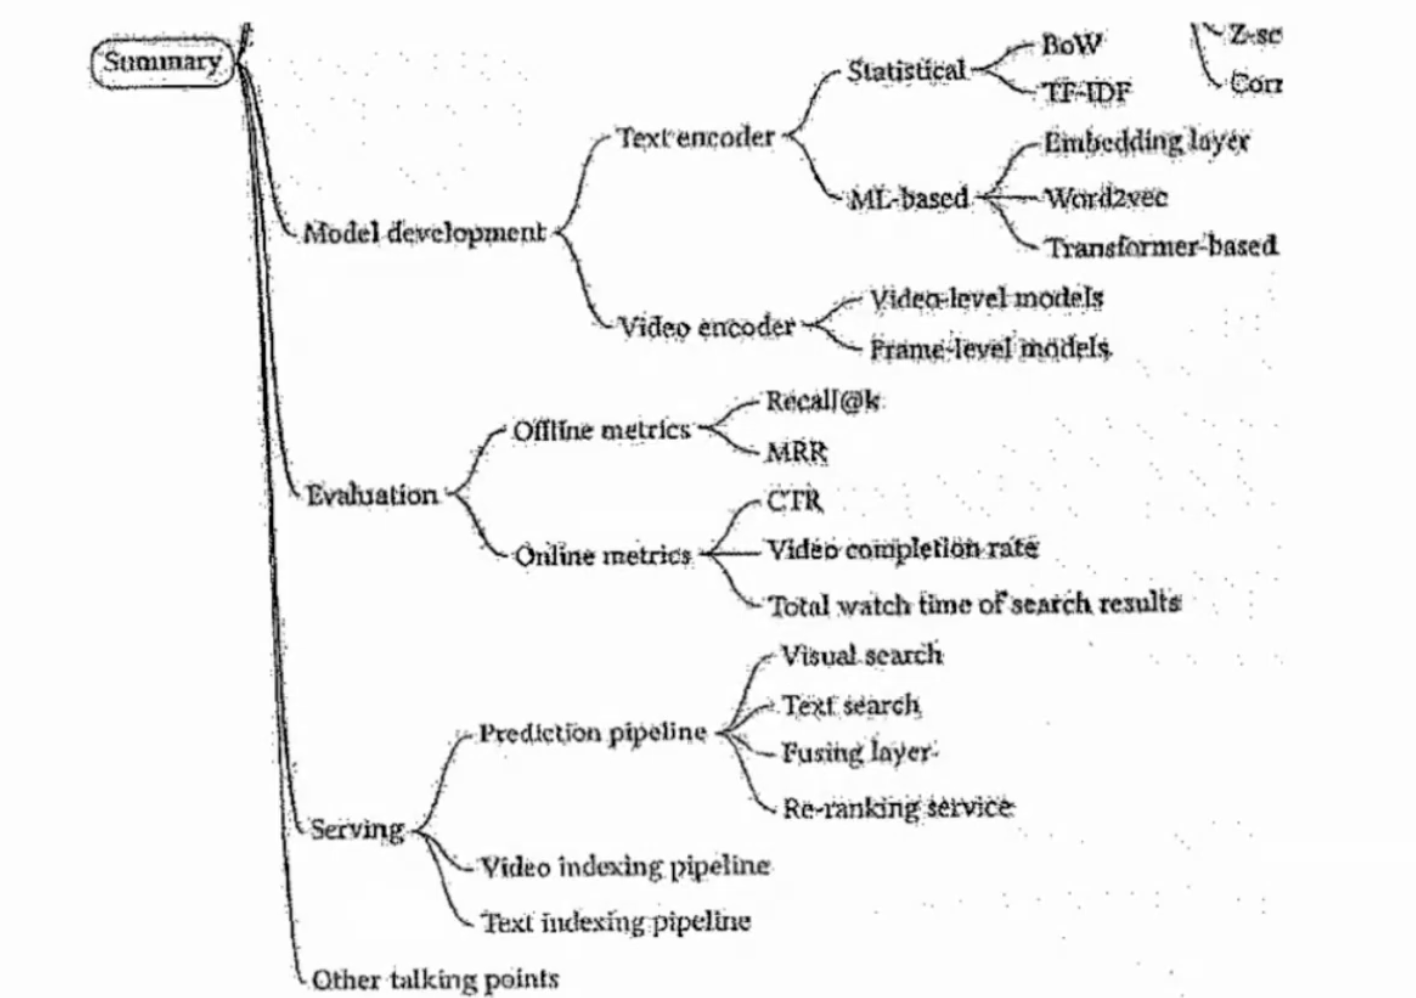 Summary
Z-sc
Corr
Model development
Text encoder
Statistical
BoW
TF-IDF
ML-based
Embedding layer
Word2vec
Transformer-based
Video encoder
Video-level models
Frame-level models
Evaluation
Offline metrics
Recall@k
MRR
Online metrics
CTR
Video completion rate
Total watch time of search results
Serving
Prediction pipeline
Visual search
Text search
Fusing layer
Re-ranking service
Video indexing pipeline
Text indexing pipeline
Other talking points